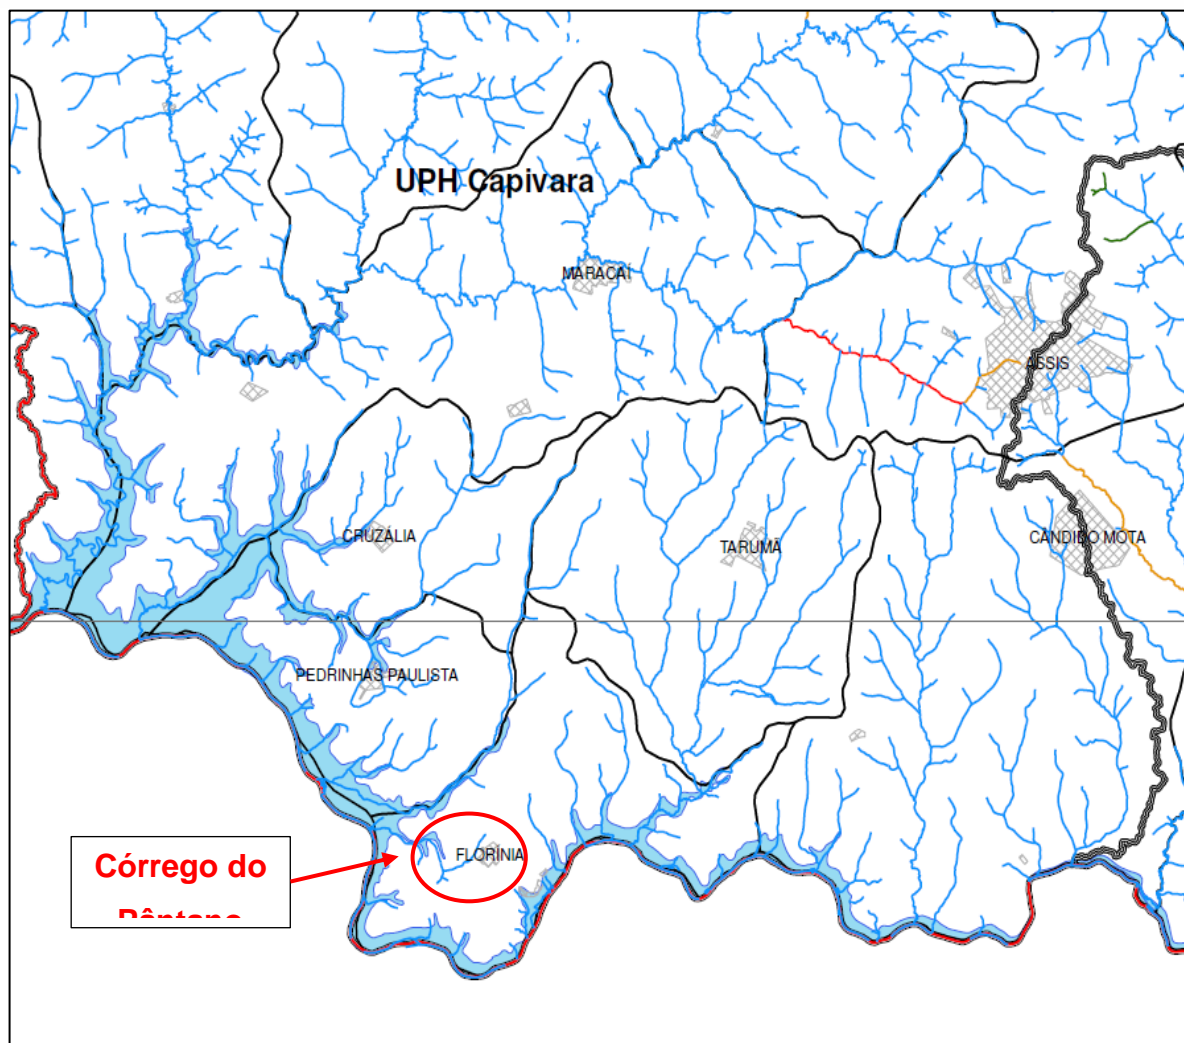 UPH Capivara
MARACAÍ
ASSIS
CRUZÁLIA
TARUMÃ
CÂNDIDO MOTA
PEDRINHAS PAULISTA
FLORÍNIA
Córrego do